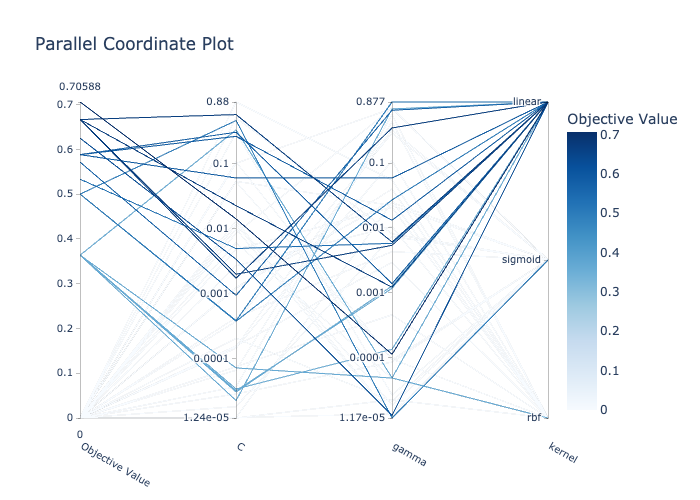 Parallel Coordinate Plot
0.70588
0.7
0.6
0.5
0.4
0.3
0.2
0.1
0
0
Objective Value
0.88
0.1
0.01
0.001
0.0001
1.24e-05
C
0.877
0.1
0.01
0.001
0.0001
1.17e-05
gamma
linear
sigmoid
rbf
kernel
Objective Value
0.7
0.6
0.5
0.4
0.3
0.2
0.1
0